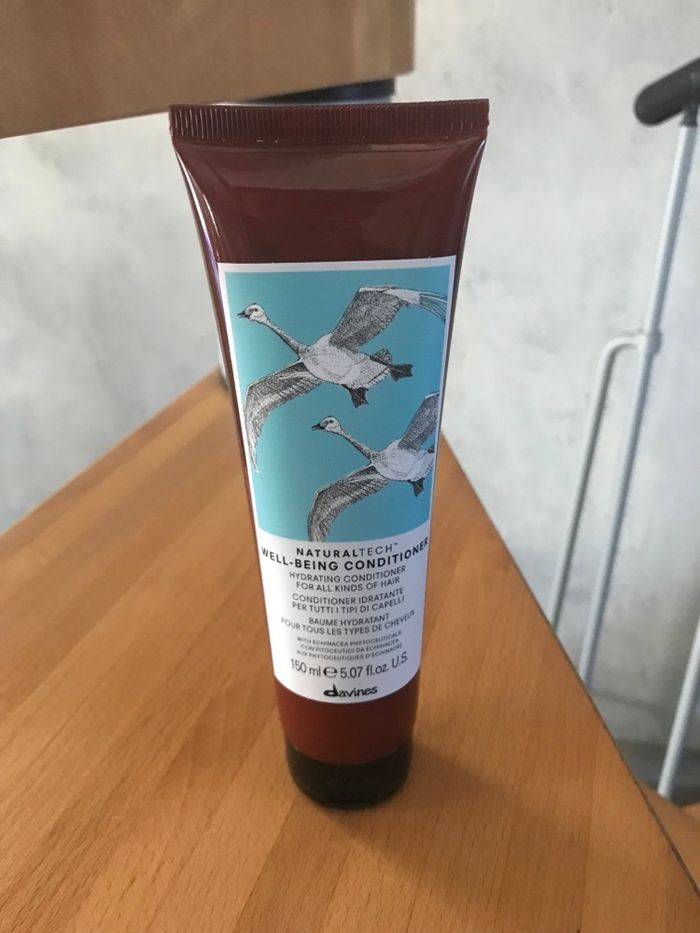 NATURALTECH™
WELL-BEING CONDITIONER
HYDRATING CONDITIONER
FOR ALL KINDS OF HAIR
CONDITIONER IDRATANTE
PER TUTTI I TIPI DI CAPELLI
BAUME HYDRATANT
POUR TOUS LES TYPES DE CHEVEUX
WITH ECHINACEA PHYTOCEUTICALS
CON FITOCEUTICI DA ECHINACEA
AUX PHYTOCEUTIQUES D'ECHINACÉE
150 ml ℮ 5.07 fl.oz. U.S.
davines